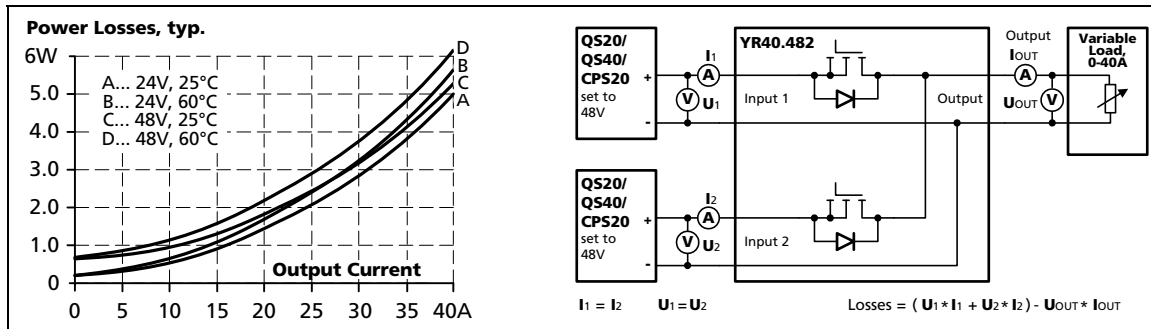 Power Losses, typ.
6W
5.0
4.0
3.0
2.0
1.0
0
A... 24V, 25°C
B... 24V, 60°C
C... 48V, 25°C
D... 48V, 60°C
D
B
C
A
Output Current
0 5 10 15 20 25 30 35 40A
QS20/
QS40/
CPS20
set to
48V
+
-
I1
A
V U1
YR40.482
Input 1
Output
Output
IOUT
A
UOUT V
Variable
Load,
0-40A
QS20/
QS40/
CPS20
set to
48V
+
-
I2
A
V U2
Input 2
I1 = I2 U1 = U2
Losses = ( U1 * I1 + U2 * I2 ) - UOUT * IOUT